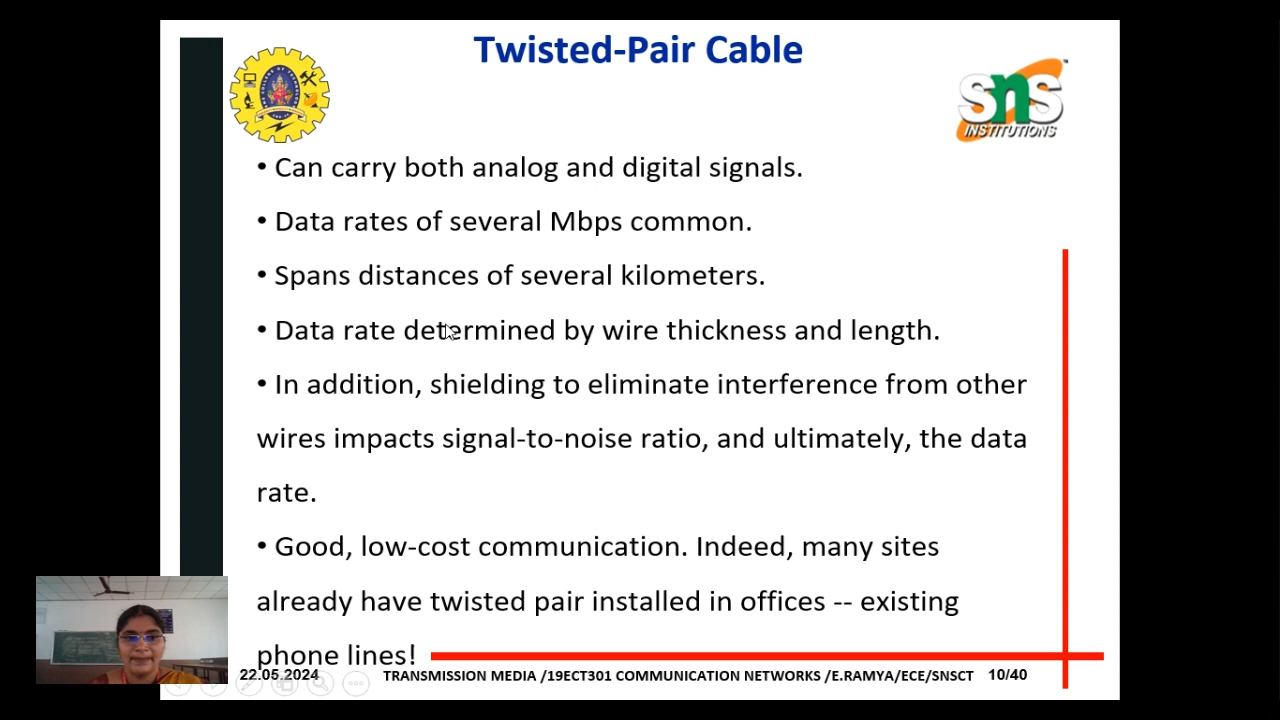 Twisted-Pair Cable
SnS
INSTITUTIONS
• Can carry both analog and digital signals.
• Data rates of several Mbps common.
• Spans distances of several kilometers.
• Data rate determined by wire thickness and length.
• In addition, shielding to eliminate interference from other
wires impacts signal-to-noise ratio, and ultimately, the data
rate.
• Good, low-cost communication. Indeed, many sites
already have twisted pair installed in offices -- existing
phone lines!
22.05.2024 TRANSMISSION MEDIA /19ECT301 COMMUNICATION NETWORKS /E.RAMYA/ECE/SNSCT 10/40